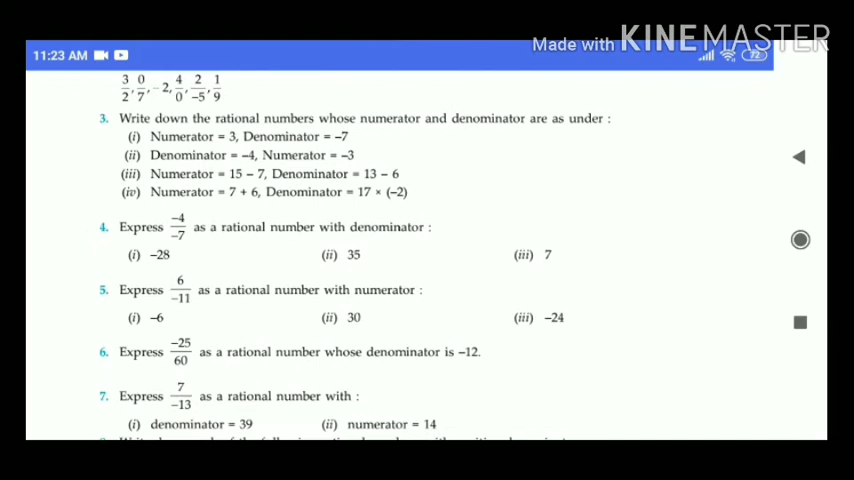 Made with KINEMASTER
11:23 AM
72
3/2, 0/7, -2, 4/0, 2/-5, 1/9
3. Write down the rational numbers whose numerator and denominator are as under :
(i) Numerator = 3, Denominator = -7
(ii) Denominator = -4, Numerator = -3
(iii) Numerator = 15 - 7, Denominator = 13 - 6
(iv) Numerator = 7 + 6, Denominator = 17 × (-2)
4. Express -4/-7 as a rational number with denominator :
(i) -28 (ii) 35 (iii) 7
5. Express 6/-11 as a rational number with numerator :
(i) -6 (ii) 30 (iii) -24
6. Express -25/60 as a rational number whose denominator is -12.
7. Express 7/-13 as a rational number with :
(i) denominator = 39 (ii) numerator = 14